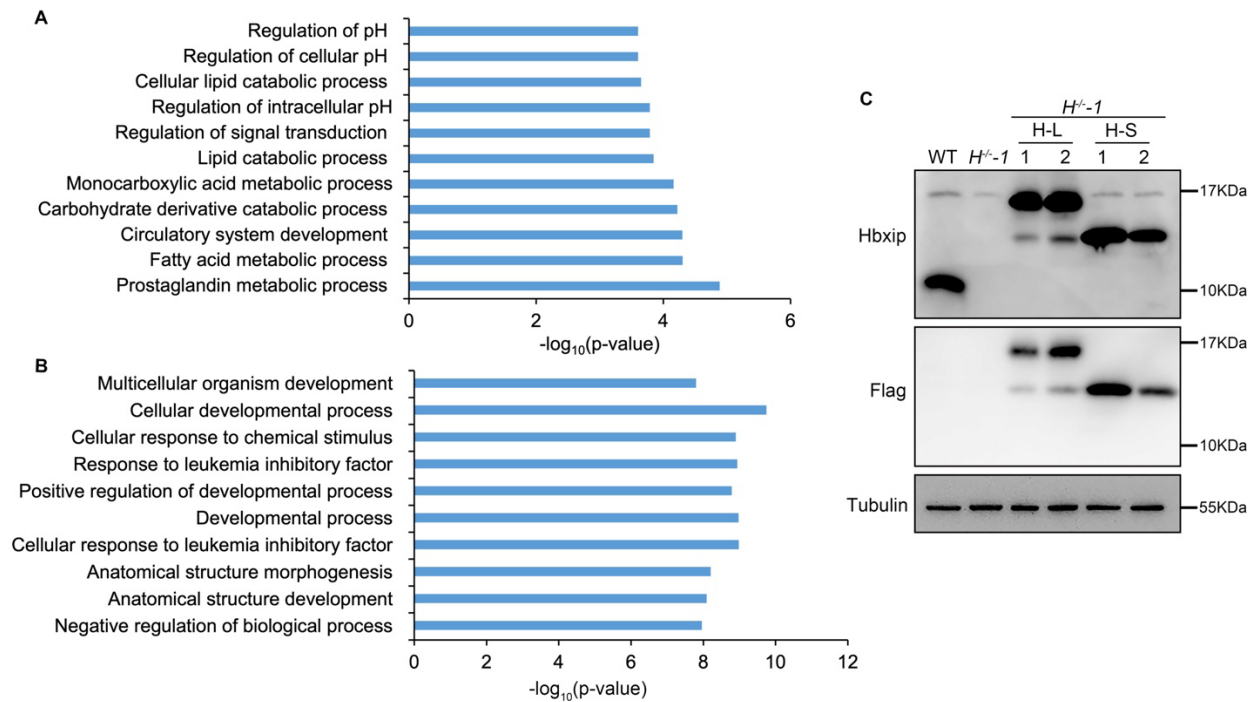 A
Regulation of pH
Regulation of cellular pH
Cellular lipid catabolic process
Regulation of intracellular pH
Regulation of signal transduction
Lipid catabolic process
Monocarboxylic acid metabolic process
Carbohydrate derivative catabolic process
Circulatory system development
Fatty acid metabolic process
Prostaglandin metabolic process
0 2 4 6
-log10(p-value)
B
Multicellular organism development
Cellular developmental process
Cellular response to chemical stimulus
Response to leukemia inhibitory factor
Positive regulation of developmental process
Developmental process
Cellular response to leukemia inhibitory factor
Anatomical structure morphogenesis
Anatomical structure development
Negative regulation of biological process
0 2 4 6 8 10 12
-log10(p-value)
C
H-/--1
H-L H-S
WT H-/--1 1 2 1 2
Hbxip
17KDa
10KDa
Flag
17KDa
10KDa
Tubulin
55KDa